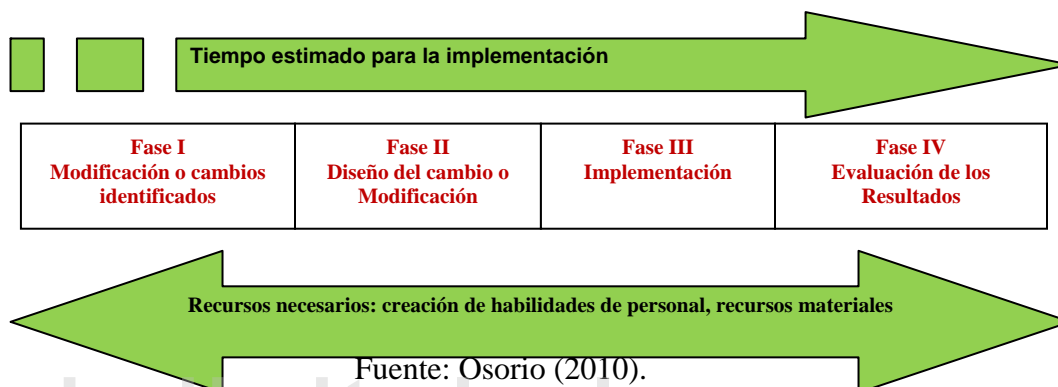 Tiempo estimado para la implementación
Fase I
Modificación o cambios
identificados
Fase II
Diseño del cambio o
Modificación
Fase III
Implementación
Fase IV
Evaluación de los
Resultados
Recursos necesarios: creación de habilidades de personal, recursos materiales
Fuente: Osorio (2010).